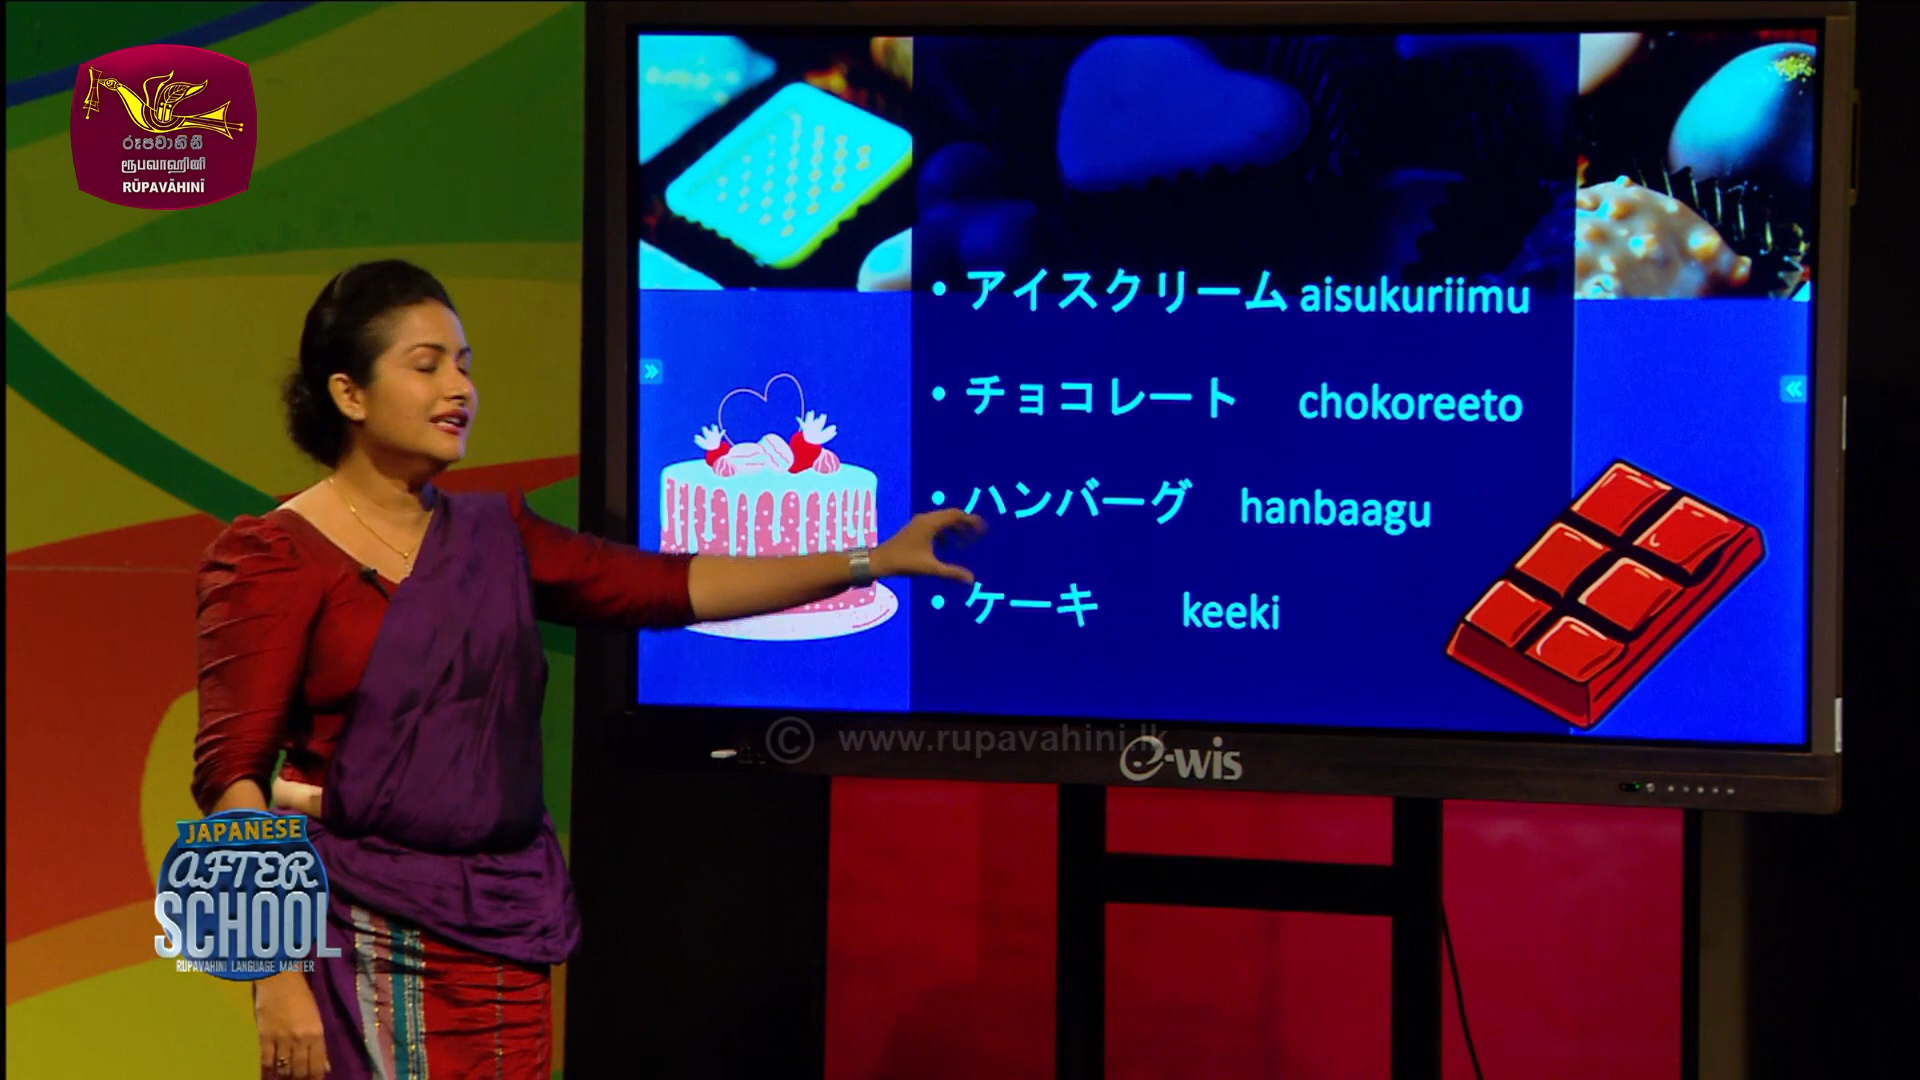 රූපවාහිනී
ரூபவாஹினி
RŪPAVĀHINĪ
• アイスクリーム aisukuriimu
• チョコレート chokoreeto
• ハンバーグ hanbaagu
• ケーキ keeki
© www.rupavahini.lk
e-wis
JAPANESE
AFTER
SCHOOL
RUPAVAHINI LANGUAGE MASTER